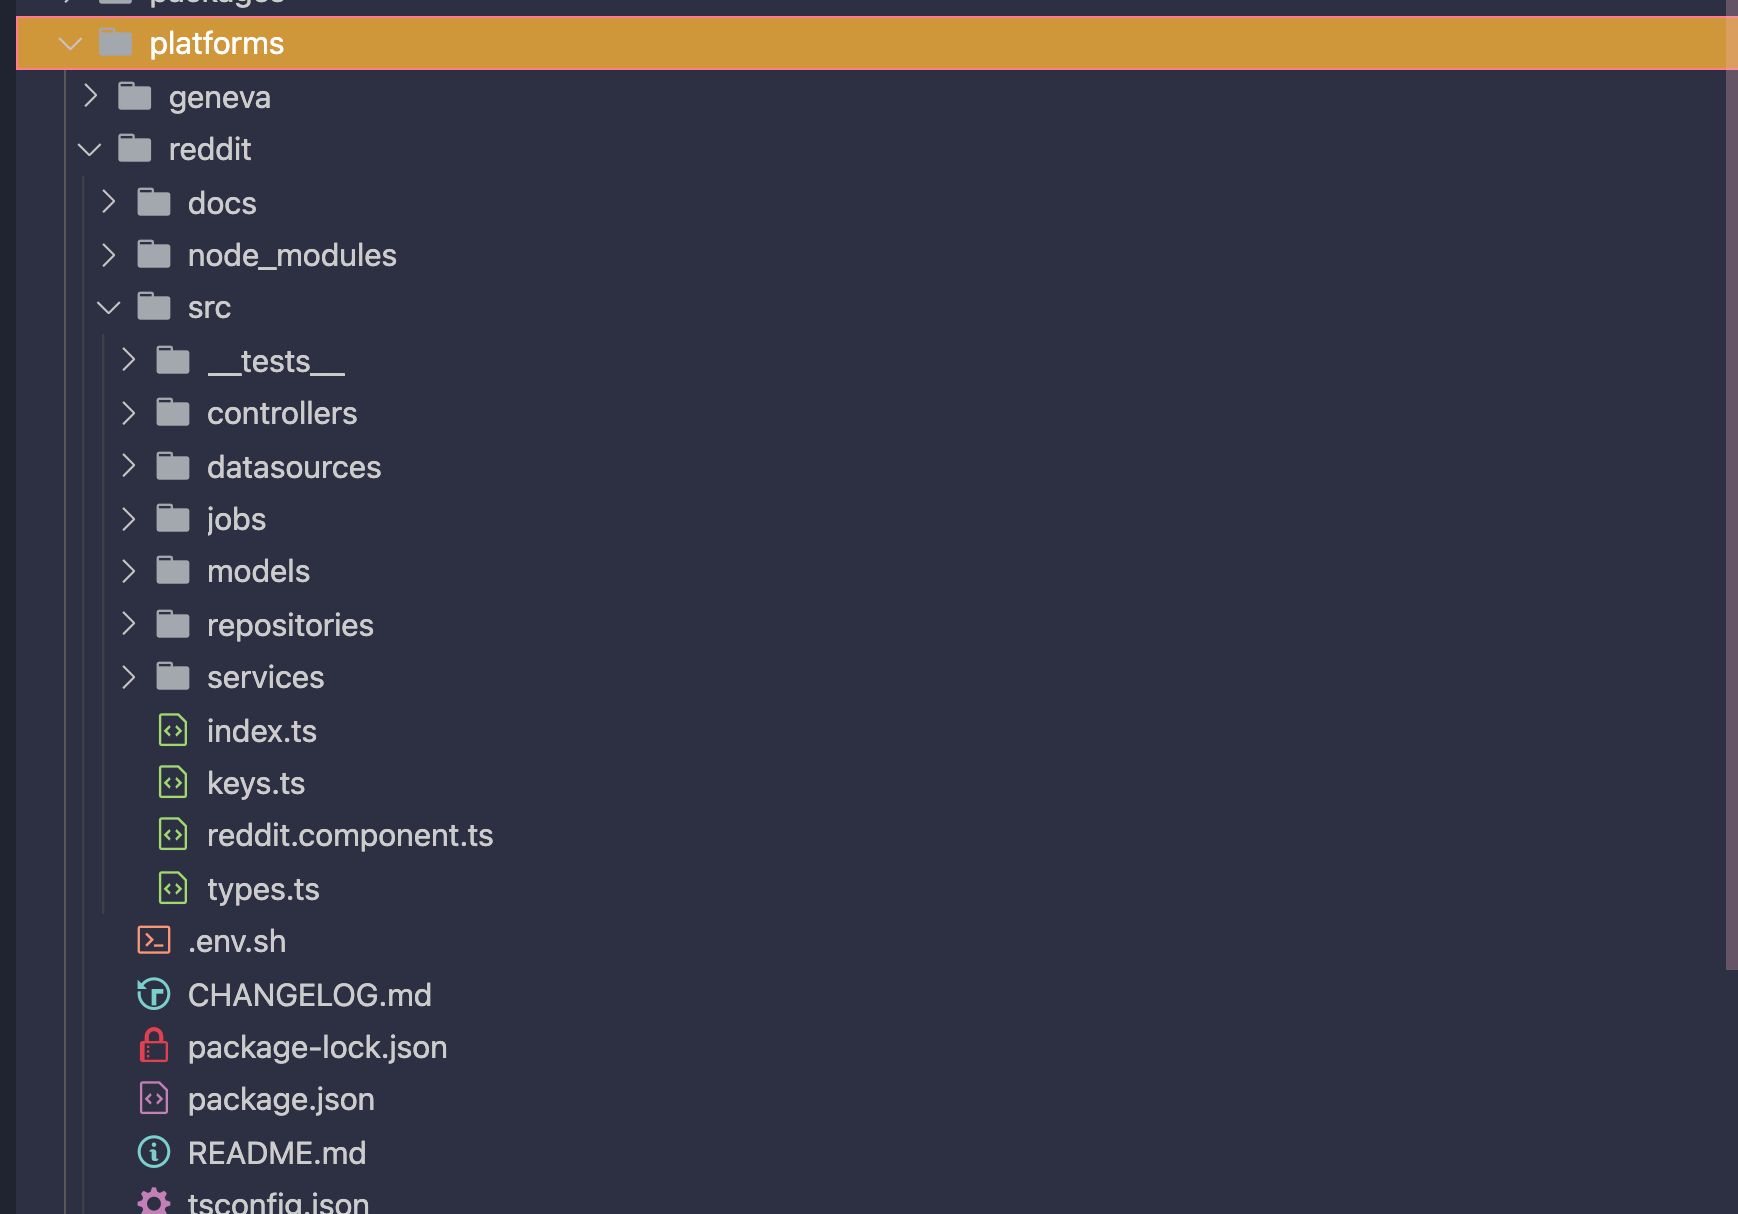 packages
platforms
geneva
reddit
docs
node_modules
src
__tests__
controllers
datasources
jobs
models
repositories
services
index.ts
keys.ts
reddit.component.ts
types.ts
.env.sh
CHANGELOG.md
package-lock.json
package.json
README.md
tsconfig.json